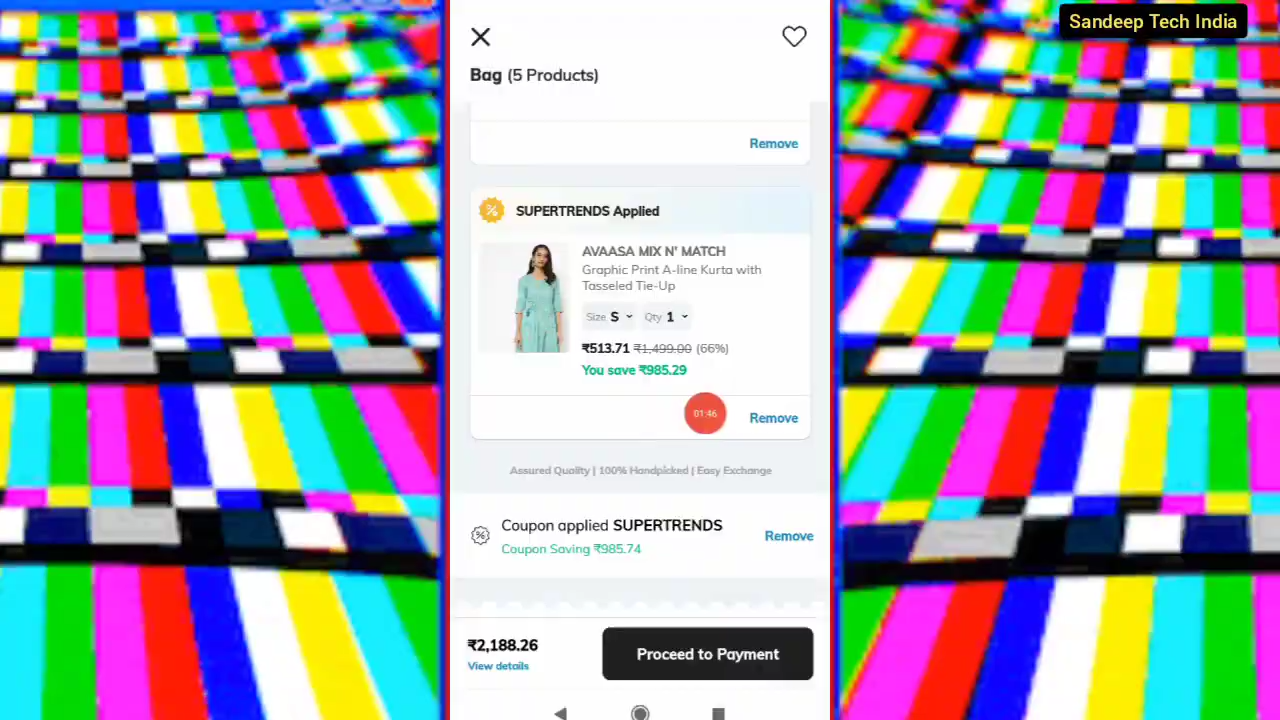 Sandeep Tech India
Bag (5 Products)
Remove
SUPERTRENDS Applied
AVAASA MIX N' MATCH
Graphic Print A-line Kurta with
Tasseled Tie-Up
Size S Qty 1
₹513.71 ₹1,499.00 (66%)
You save ₹985.29
01:46
Remove
Assured Quality | 100% Handpicked | Easy Exchange
Coupon applied SUPERTRENDS
Remove
Coupon Saving ₹985.74
₹2,188.26
View details
Proceed to Payment